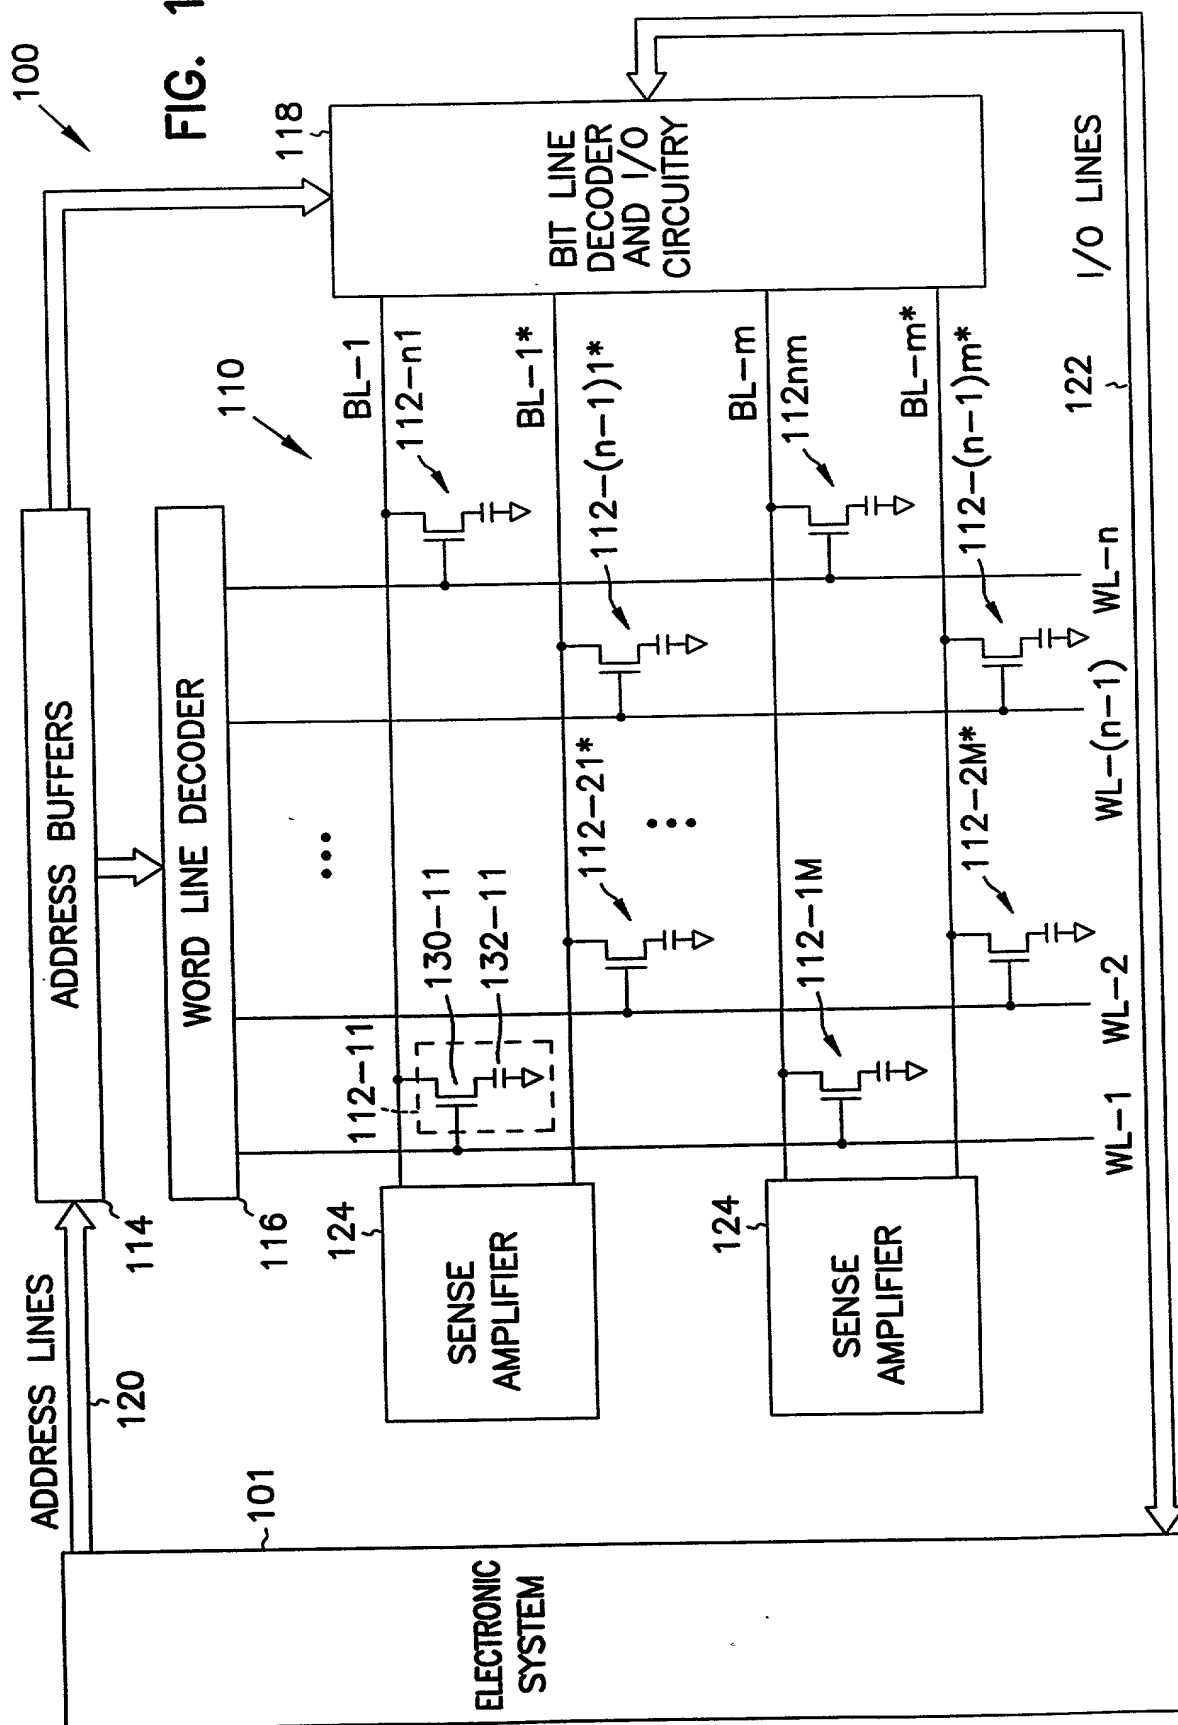 FIG. 1
100
ADDRESS LINES
120
ADDRESS BUFFERS
114
WORD LINE DECODER
116
118
BIT LINE
DECODER
AND I/O
CIRCUITRY
110
ELECTRONIC
SYSTEM
101
124
SENSE
AMPLIFIER
124
SENSE
AMPLIFIER
112-11
130-11
132-11
BL-1
112-n1
112-21*
•••
BL-1*
112-(n-1)1*
•••
112-1M
BL-m
112nm
112-2M*
BL-m*
112-(n-1)m*
WL-1
WL-2
WL-(n-1)
WL-n
122
I/O LINES